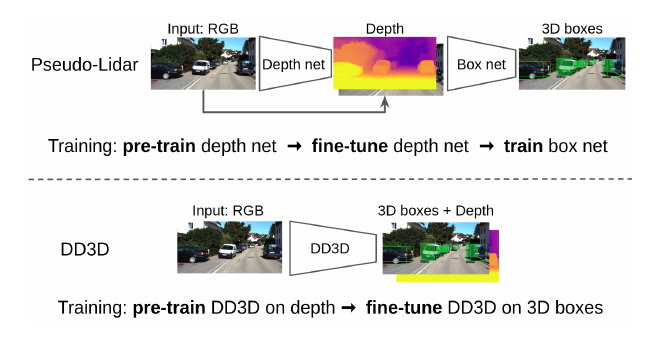 Input: RGB
Depth
3D boxes
Pseudo-Lidar
Depth net
Box net
Training: pre-train depth net → fine-tune depth net → train box net
Input: RGB
3D boxes + Depth
DD3D
DD3D
Training: pre-train DD3D on depth → fine-tune DD3D on 3D boxes